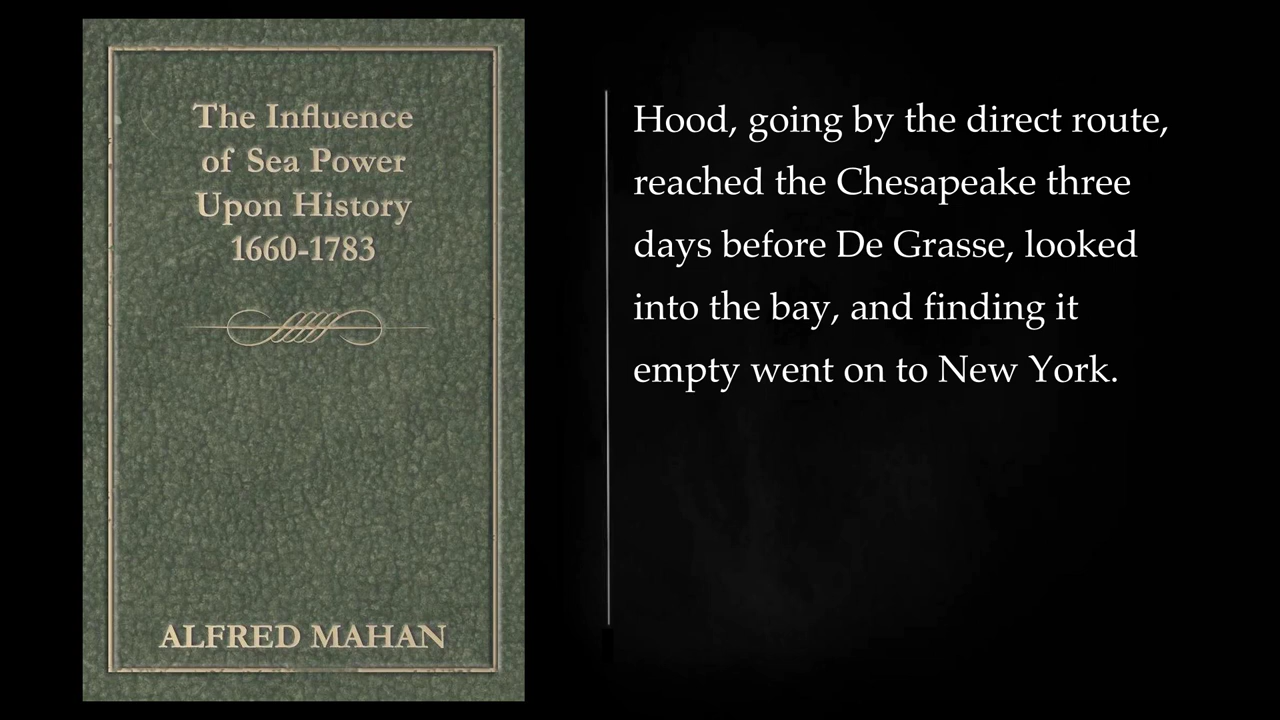 The Influence
of Sea Power
Upon History
1660-1783
ALFRED MAHAN
Hood, going by the direct route,
reached the Chesapeake three
days before De Grasse, looked
into the bay, and finding it
empty went on to New York.